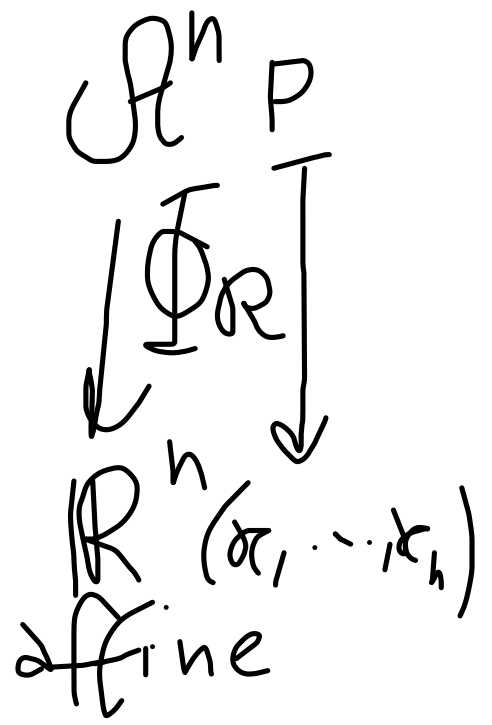 𝒜ⁿ P
↓ Φ_ℛ ↧
ℝⁿ (x₁, ⋯, xₙ)
affine